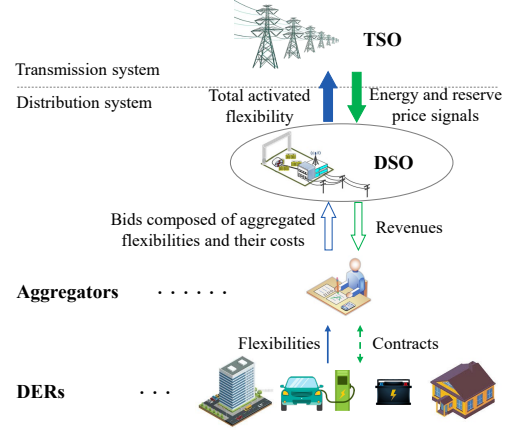 TSO
Transmission system
Distribution system
Total activated
flexibility
Energy and reserve
price signals
DSO
Bids composed of aggregated
flexibilities and their costs
Revenues
Aggregators
. . . . . .
Flexibilities
Contracts
DERs
. . .